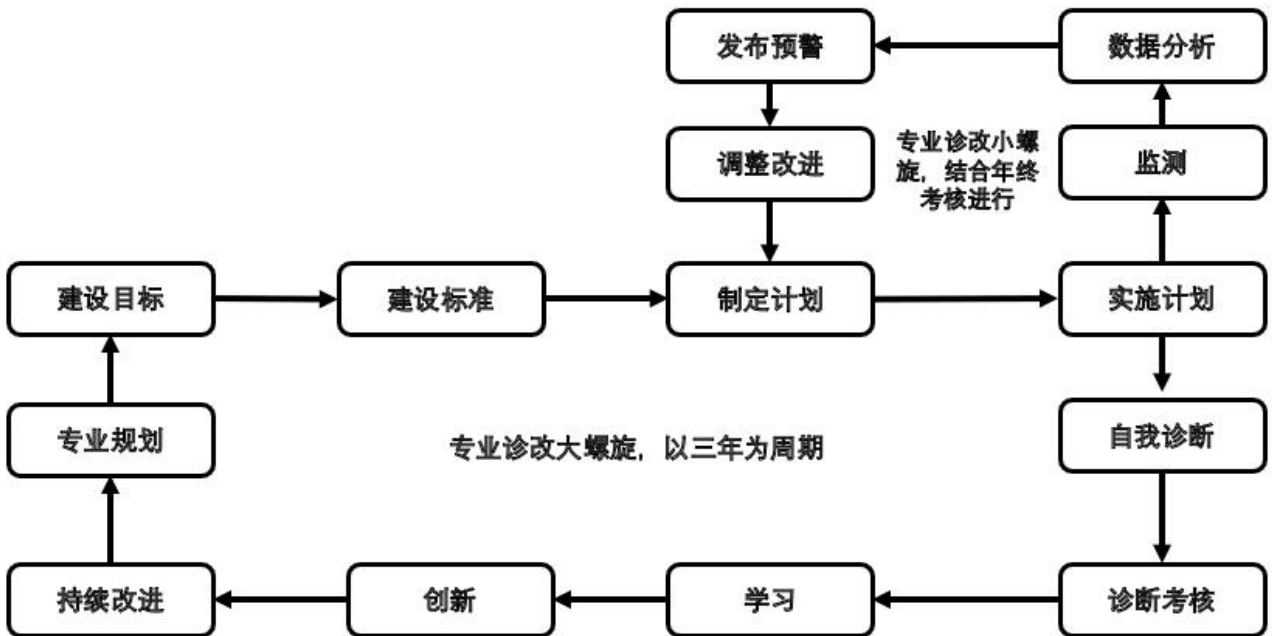 发布预警
数据分析
调整改进
专业诊改小螺
旋，结合年终
考核进行
监测
建设目标
建设标准
制定计划
实施计划
专业规划
专业诊改大螺旋，以三年为周期
自我诊断
持续改进
创新
学习
诊断考核